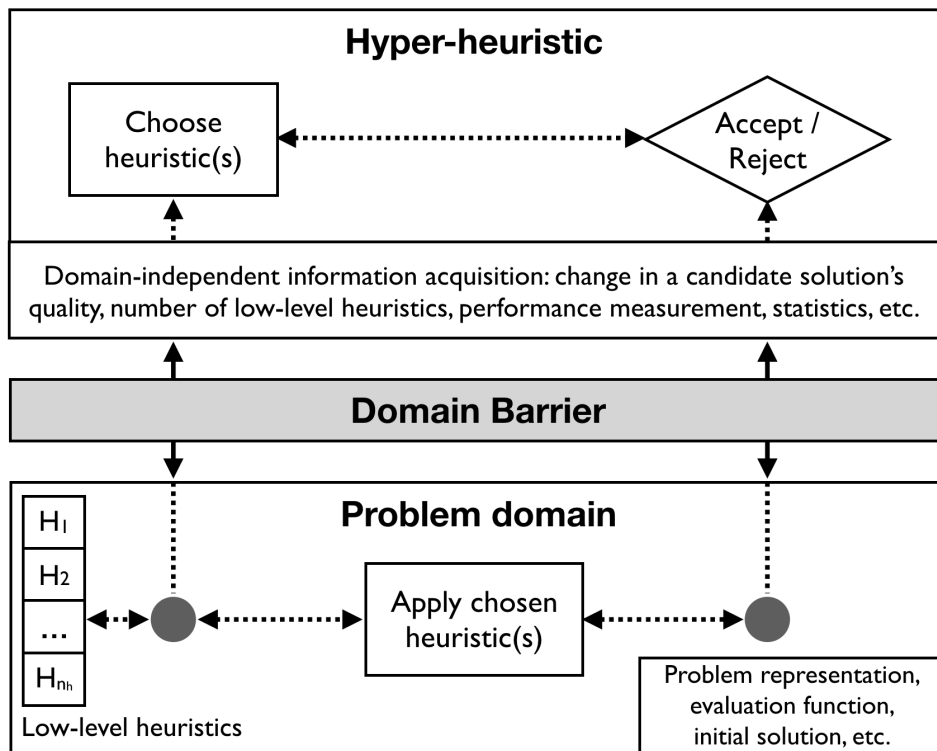 Hyper-heuristic
Choose
heuristic(s)
Accept /
Reject
Domain-independent information acquisition: change in a candidate solution's
quality, number of low-level heuristics, performance measurement, statistics, etc.
Domain Barrier
Problem domain
H1
H2
...
Hnh
Low-level heuristics
Apply chosen
heuristic(s)
Problem representation,
evaluation function,
initial solution, etc.